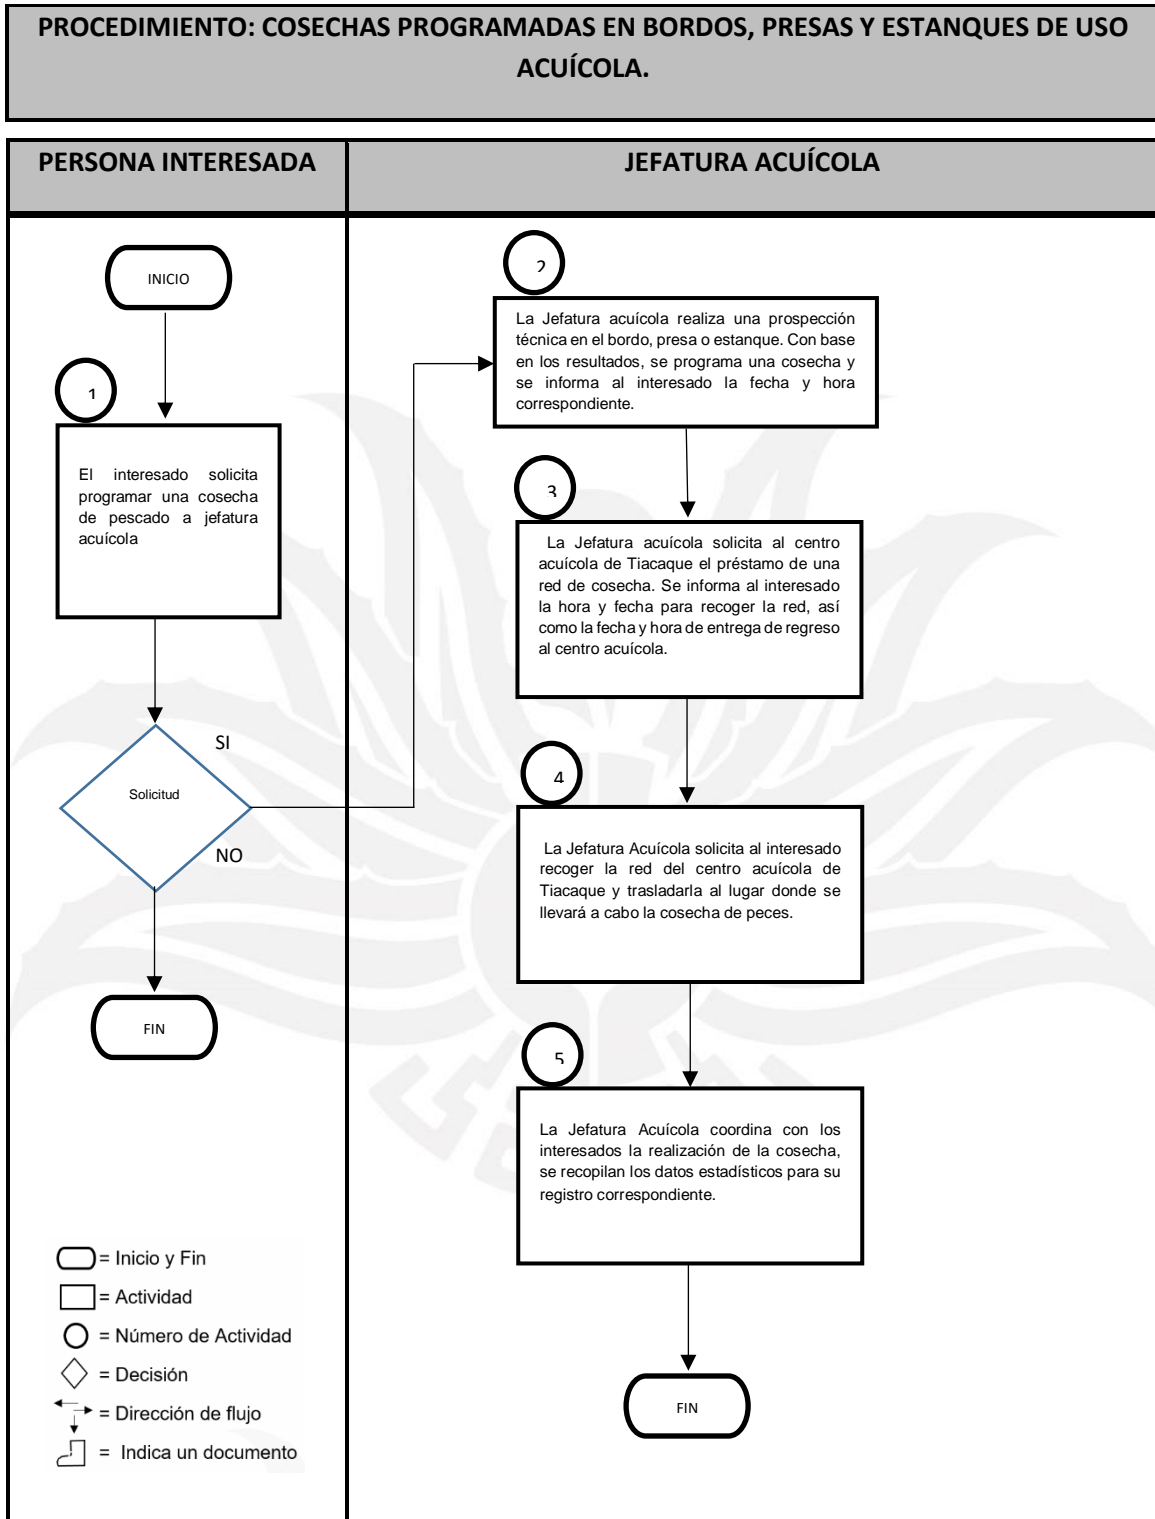 PROCEDIMIENTO: COSECHAS PROGRAMADAS EN BORDOS, PRESAS Y ESTANQUES DE USO
ACUÍCOLA.
PERSONA INTERESADA
JEFATURA ACUÍCOLA
INICIO
1
El interesado solicita
programar una cosecha
de pescado a jefatura
acuícola
Solicitud
SI
NO
FIN
2
La Jefatura acuícola realiza una prospección
técnica en el bordo, presa o estanque. Con base
en los resultados, se programa una cosecha y
se informa al interesado la fecha y hora
correspondiente.
3
La Jefatura acuícola solicita al centro
acuícola de Tiacaque el préstamo de una
red de cosecha. Se informa al interesado
la hora y fecha para recoger la red, así
como la fecha y hora de entrega de regreso
al centro acuícola.
4
La Jefatura Acuícola solicita al interesado
recoger la red del centro acuícola de
Tiacaque y trasladarla al lugar donde se
llevará a cabo la cosecha de peces.
5
La Jefatura Acuícola coordina con los
interesados la realización de la cosecha,
se recopilan los datos estadísticos para su
registro correspondiente.
FIN
= Inicio y Fin
= Actividad
= Número de Actividad
= Decisión
= Dirección de flujo
= Indica un documento